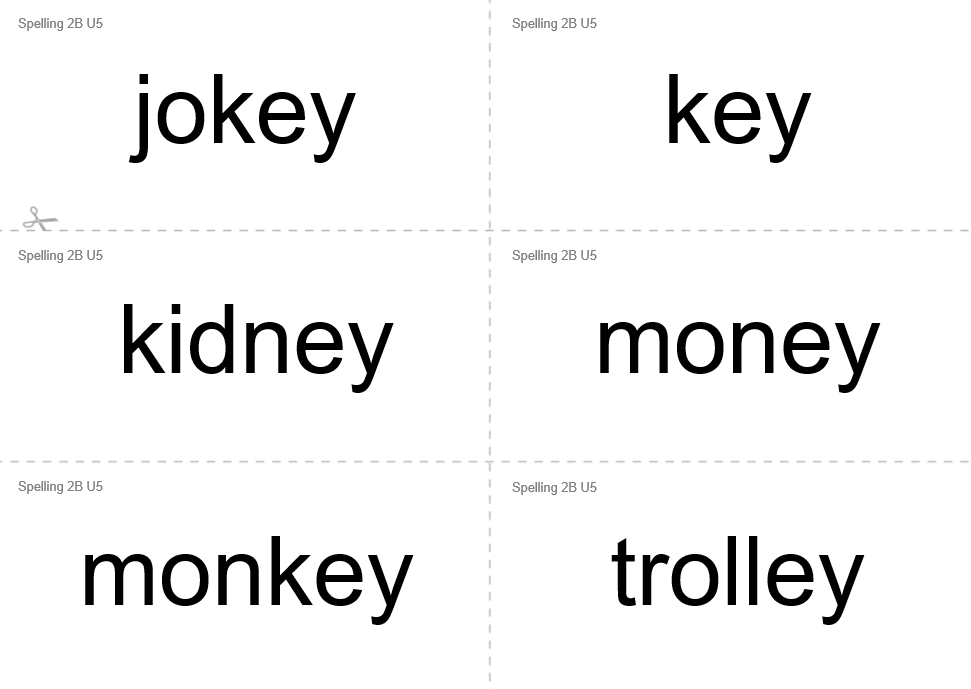 Spelling 2B U5
jokey
Spelling 2B U5
key
Spelling 2B U5
kidney
Spelling 2B U5
money
Spelling 2B U5
monkey
Spelling 2B U5
trolley